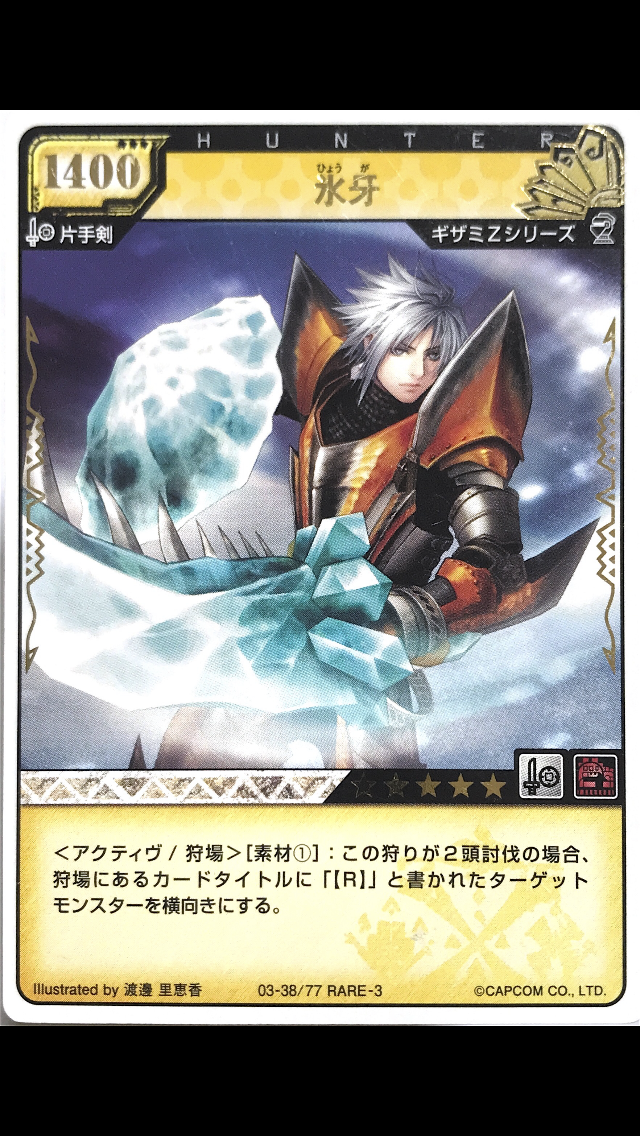 HUNTER
1400
ひょう が
氷牙
片手剣
ギザミZシリーズ
<アクティヴ / 狩場>[素材①]:この狩りが2頭討伐の場合、
狩場にあるカードタイトルに「【R】」と書かれたターゲット
モンスターを横向きにする。
Illustrated by 渡邊 里恵香 03-38/77 RARE-3 ©CAPCOM CO., LTD.